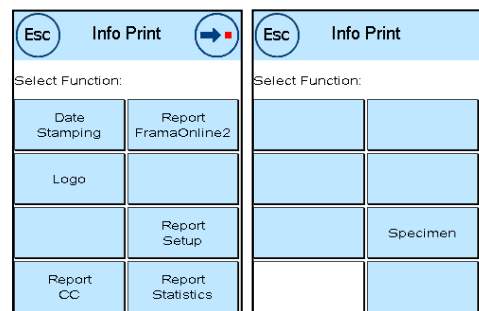 Esc Info Print
Select Function:
Date
Stamping
Report
FramaOnline2
Logo
Report
Setup
Report
CC
Report
Statistics
Esc Info Print
Select Function:
Specimen